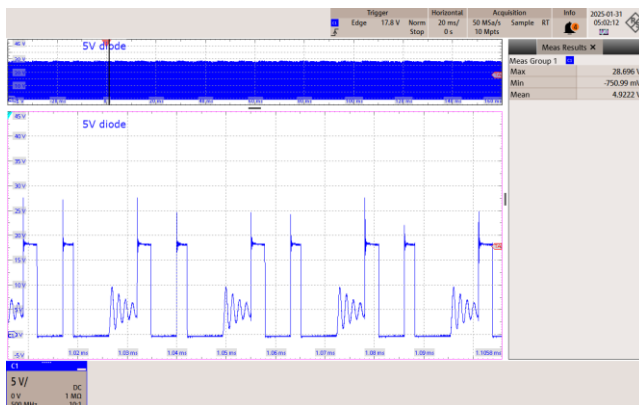 Trigger Horizontal Acquisition Info 2025-01-31
Edge 17.8 V Norm 20 ms/ 50 MSa/s Sample RT 05:02:12
Stop 0 s 10 Mpts
5V diode
Meas Results ✕
Meas Group 1
Max 28.696 V
Min -750.99 mV
Mean 4.9222 V
5V diode
45 V
40 V
35 V
30 V
25 V
20 V
15 V
10 V
5 V
-5 V
1.02 ms 1.03 ms 1.04 ms 1.05 ms 1.06 ms 1.07 ms 1.08 ms 1.09 ms 1.1058 ms
C1
5 V/
DC
0 V 1 MΩ
500 MHz 10:1